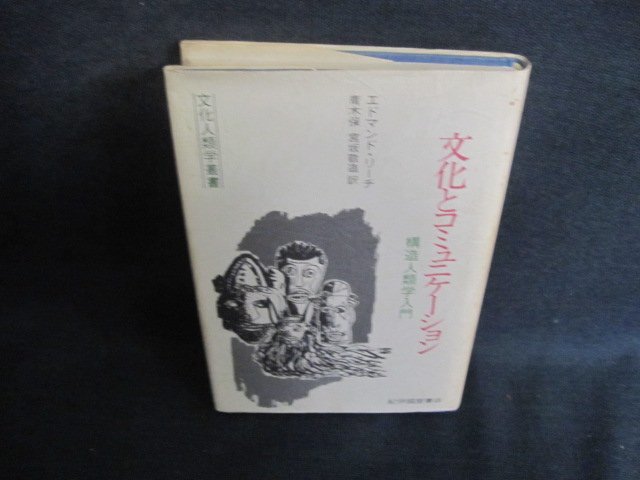 文化とコミュニケーション
構造人類学入門
エドマンド・リーチ
青木保 宮坂敬造 訳
文化人類学叢書
紀伊國屋書店